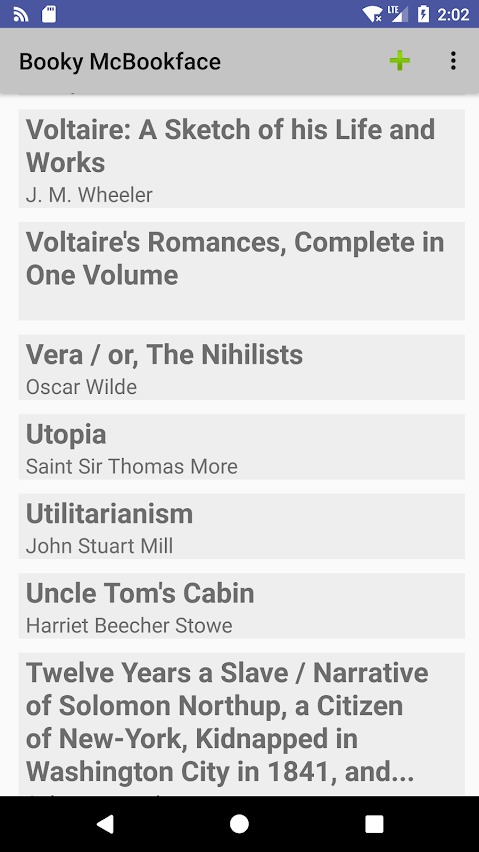 LTE 2:02
Booky McBookface
Voltaire: A Sketch of his Life and
Works
J. M. Wheeler
Voltaire's Romances, Complete in
One Volume
Vera / or, The Nihilists
Oscar Wilde
Utopia
Saint Sir Thomas More
Utilitarianism
John Stuart Mill
Uncle Tom's Cabin
Harriet Beecher Stowe
Twelve Years a Slave / Narrative
of Solomon Northup, a Citizen
of New-York, Kidnapped in
Washington City in 1841, and...